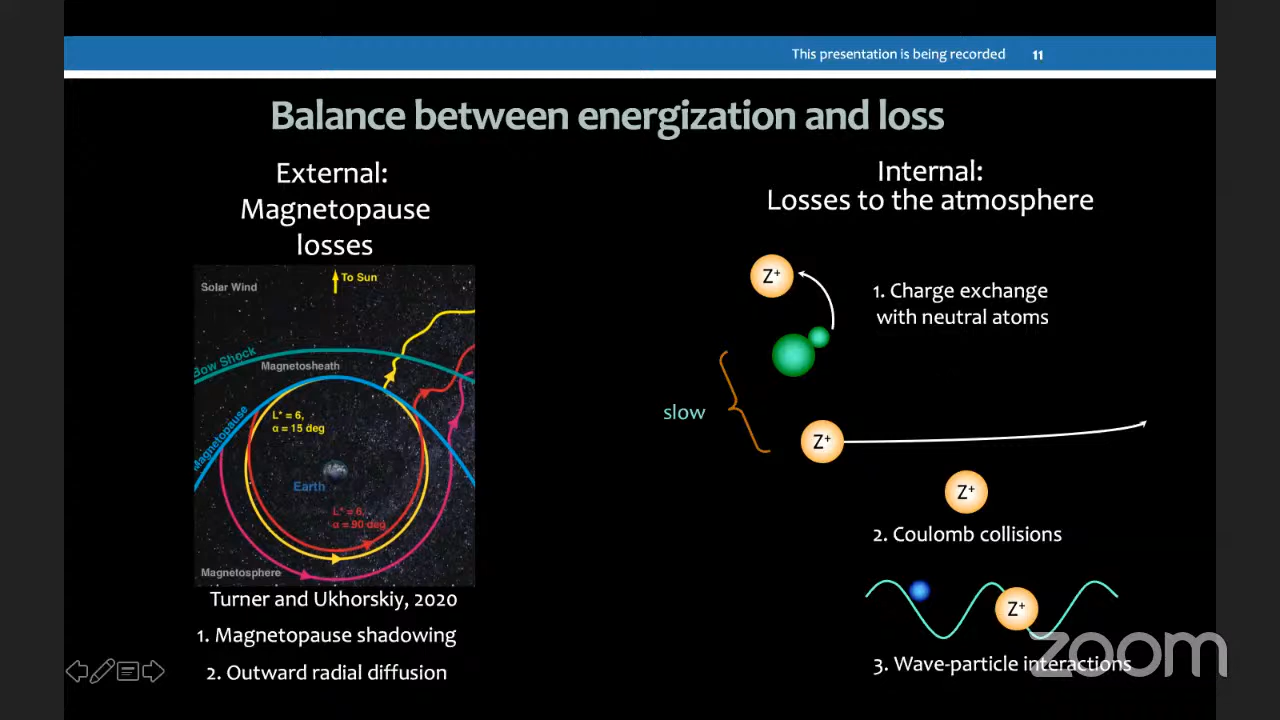 This presentation is being recorded 11
Balance between energization and loss
External:
Magnetopause
losses
To Sun
Solar Wind
Bow Shock
Magnetosheath
Magnetopause
L* = 6,
α = 15 deg
Earth
L* = 6,
α = 90 deg
Magnetosphere
Turner and Ukhorskiy, 2020
1. Magnetopause shadowing
2. Outward radial diffusion
Internal:
Losses to the atmosphere
Z⁺
1. Charge exchange
with neutral atoms
slow
Z⁺
Z⁺
2. Coulomb collisions
Z⁺
3. Wave-particle interactions
zoom